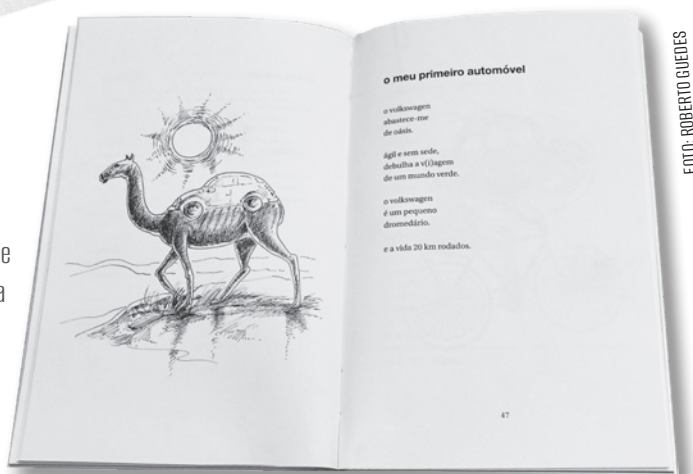 e
a
o meu primeiro automóvel
o volkswagen
abastece-me
de oásis.
ágil e sem sede,
debulha a v(i)agem
de um mundo verde.
o volkswagen
é um pequeno
dromedário.
e a vida 20 km rodados.
47
FOTO: ROBERTO GUEDES